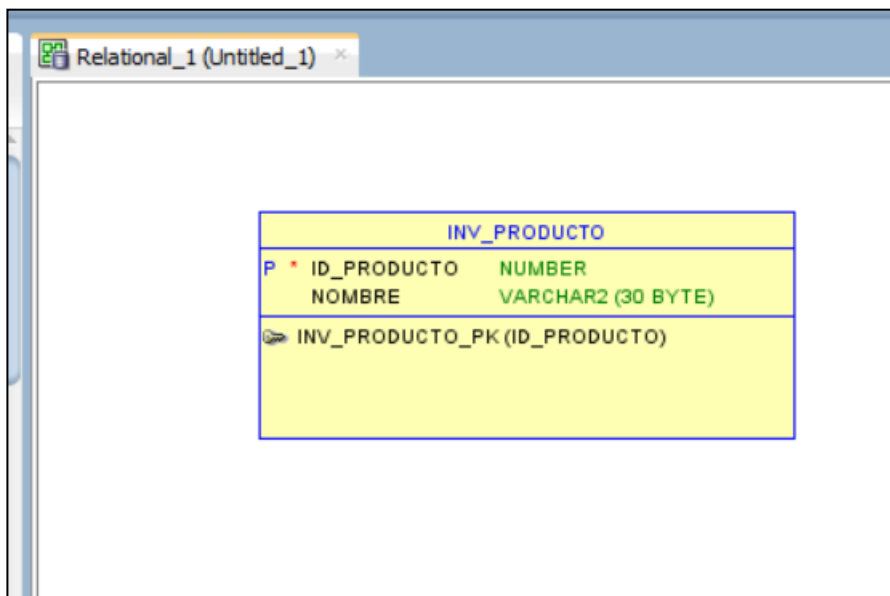 Relational_1 (Untitled_1)
INV_PRODUCTO
P * ID_PRODUCTO NUMBER
NOMBRE VARCHAR2 (30 BYTE)
INV_PRODUCTO_PK (ID_PRODUCTO)